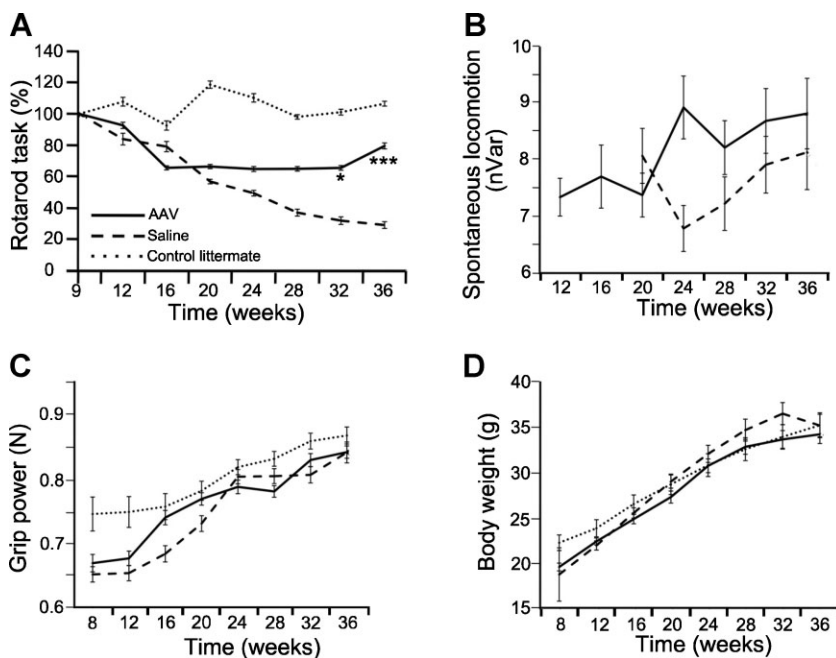 A
Rotarod task (%)
140
120
100
80
60
40
20
0
AAV
Saline
Control littermate
*
***
9 12 16 20 24 28 32 36
Time (weeks)
B
Spontaneous locomotion
(nVar)
10
9
8
7
6
12 16 20 24 28 32 36
Time (weeks)
C
Grip power (N)
0.9
0.8
0.7
0.6
8 12 16 20 24 28 32 36
Time (weeks)
D
Body weight (g)
40
35
30
25
20
15
8 12 16 20 24 28 32 36
Time (weeks)